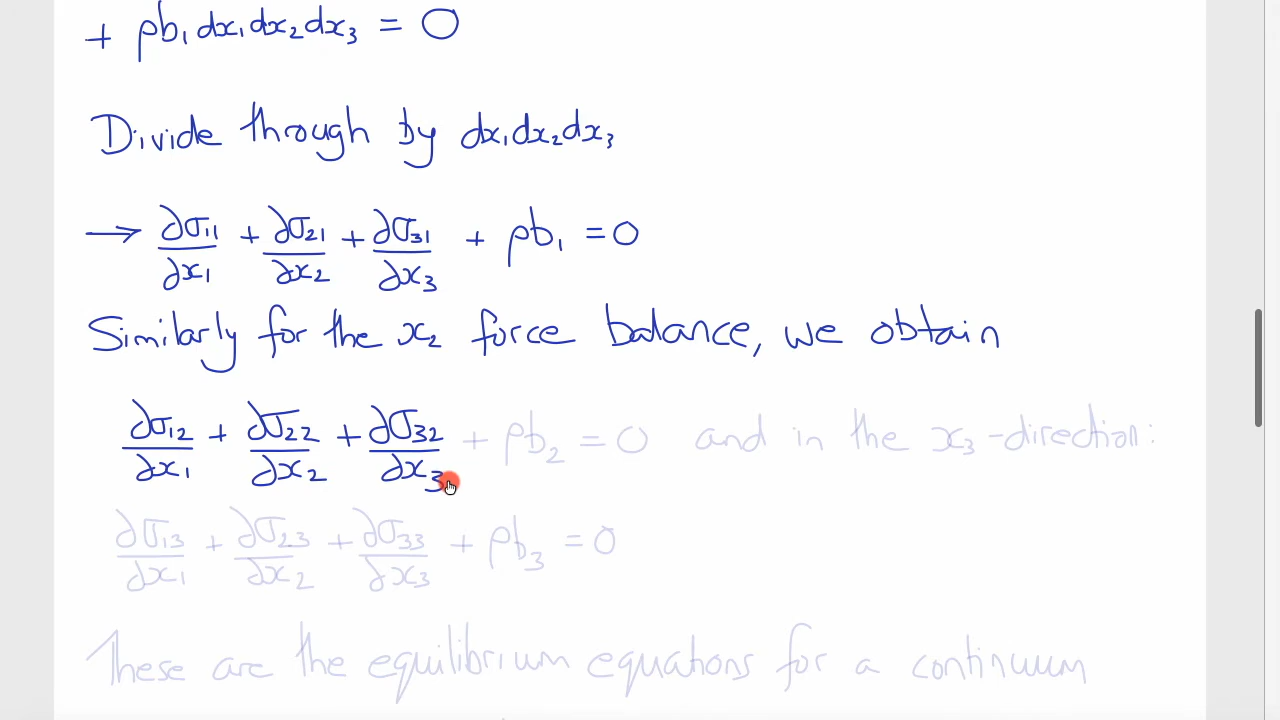 + ρb₁dx₁dx₂dx₃ = 0
Divide through by dx₁dx₂dx₃
→ ∂σ₁₁/∂x₁ + ∂σ₂₁/∂x₂ + ∂σ₃₁/∂x₃ + ρb₁ = 0
Similarly for the x₂ force balance, we obtain
∂σ₁₂/∂x₁ + ∂σ₂₂/∂x₂ + ∂σ₃₂/∂x₃ + ρb₂ = 0 and in the x₃-direction:
∂σ₁₃/∂x₁ + ∂σ₂₃/∂x₂ + ∂σ₃₃/∂x₃ + ρb₃ = 0
These are the equilibrium equations for a continuum